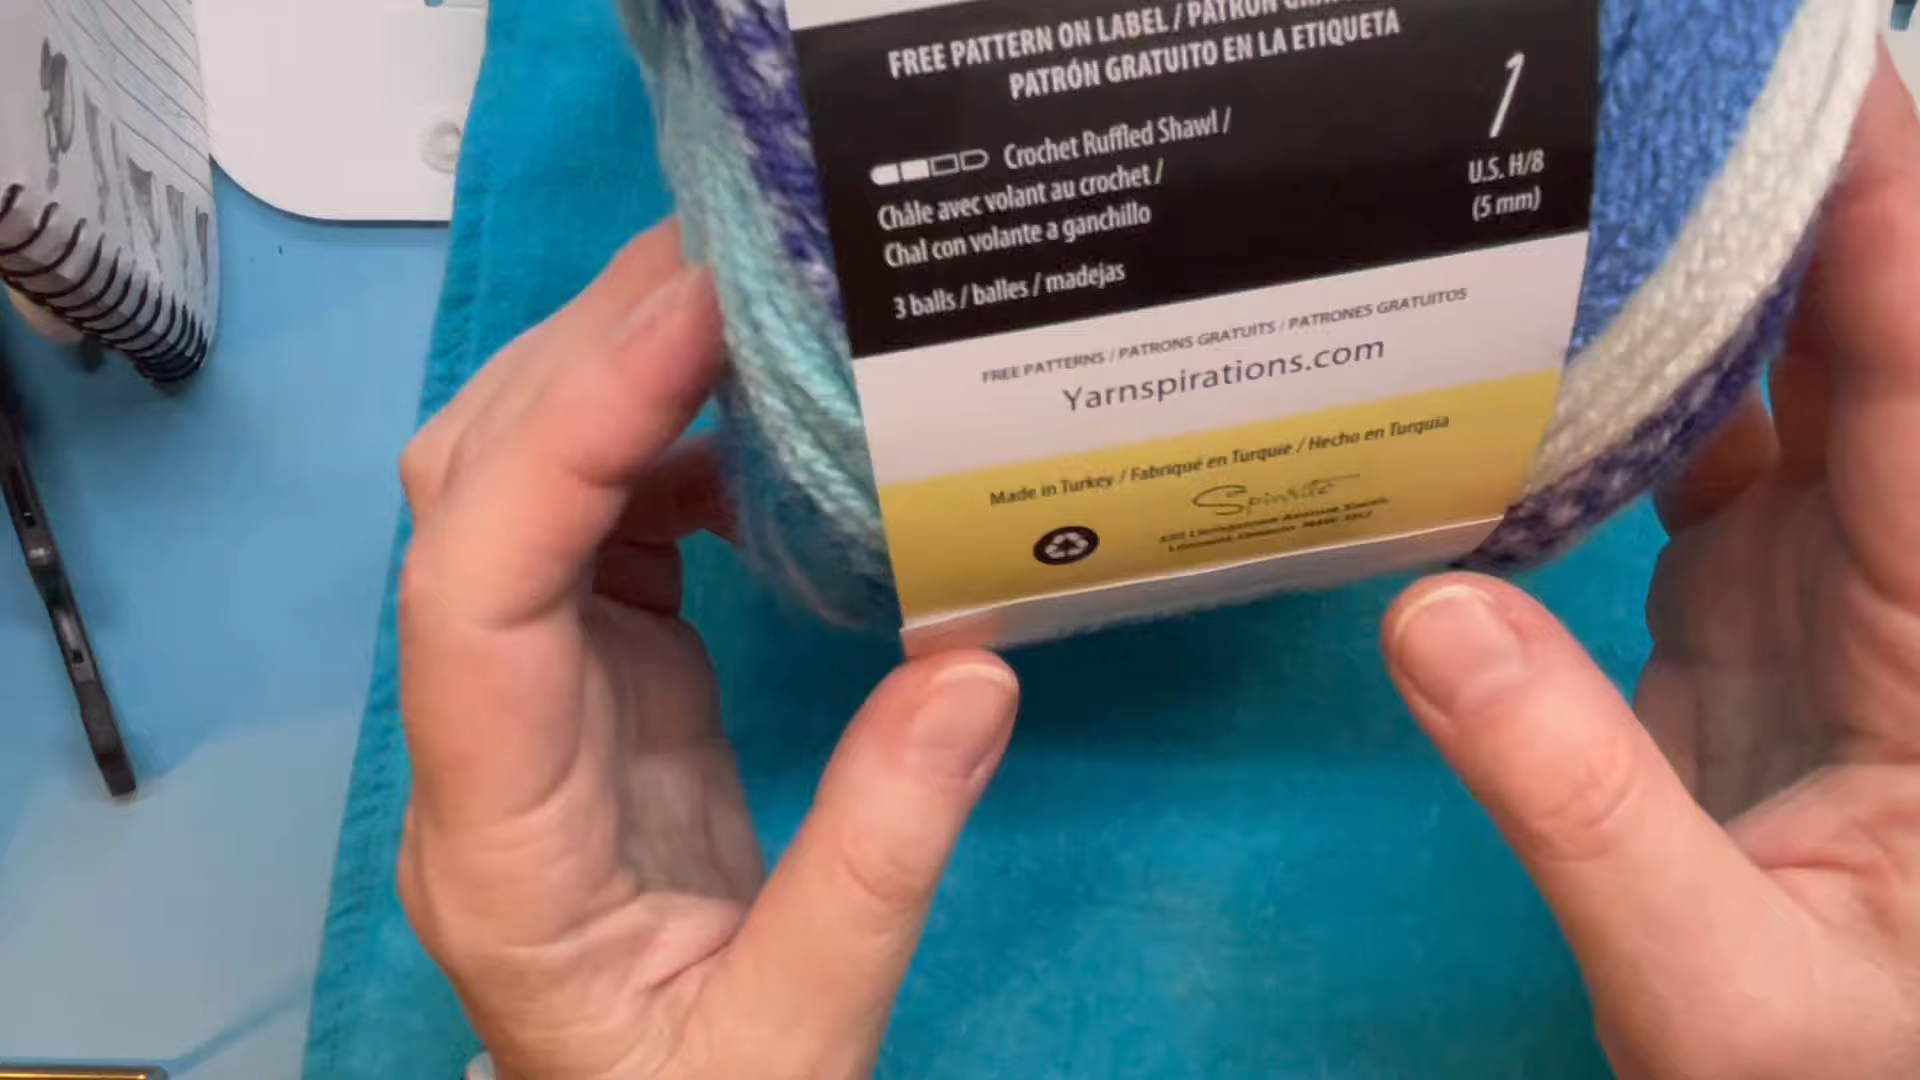 FREE PATTERN ON LABEL / PATRON
PATRÓN GRATUITO EN LA ETIQUETA
Crochet Ruffled Shawl /
Châle avec volant au crochet /
Chal con volante a ganchillo
3 balls / balles / madejas
U.S. H/8
(5 mm)
FREE PATTERNS / PATRONS GRATUITS / PATRONES GRATUITOS
Yarnspirations.com
Made in Turkey / Fabriqué en Turquie / Hecho en Turquía
Spinrite